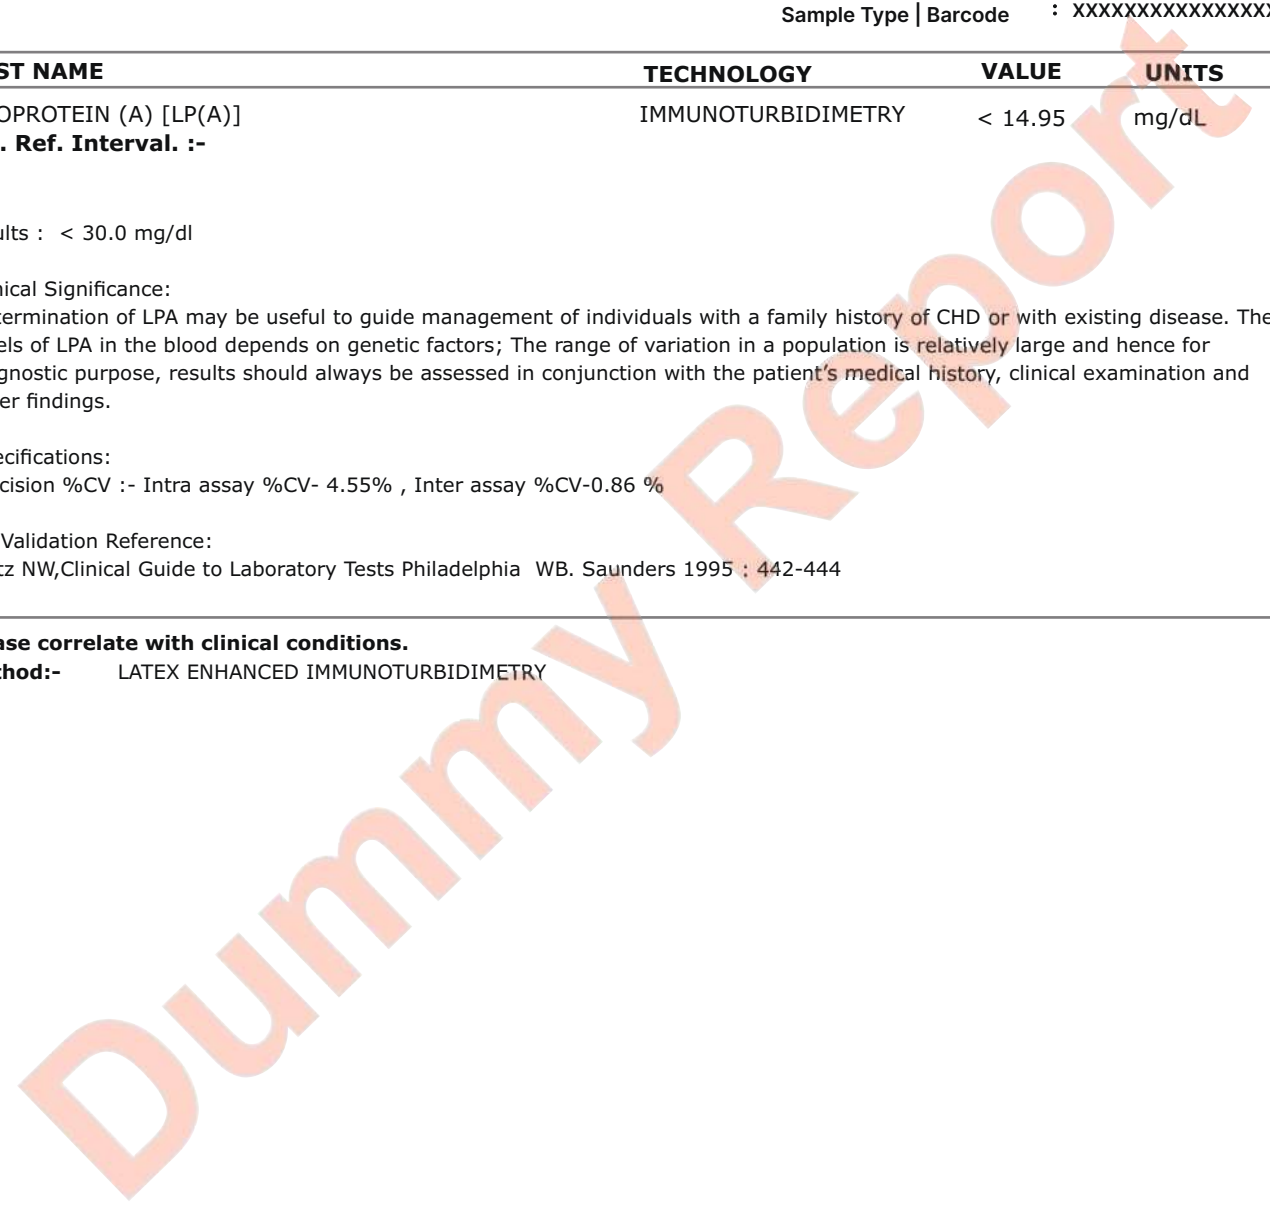 Sample Type | Barcode : XXXXXXXXXXXXXXXX
ST NAME TECHNOLOGY VALUE UNITS
OPROTEIN (A) [LP(A)] IMMUNOTURBIDIMETRY < 14.95 mg/dL
. Ref. Interval. :-
ults : < 30.0 mg/dl
nical Significance:
termination of LPA may be useful to guide management of individuals with a family history of CHD or with existing disease. The
els of LPA in the blood depends on genetic factors; The range of variation in a population is relatively large and hence for
gnostic purpose, results should always be assessed in conjunction with the patient's medical history, clinical examination and
er findings.
ecifications:
cision %CV :- Intra assay %CV- 4.55% , Inter assay %CV-0.86 %
Validation Reference:
tz NW,Clinical Guide to Laboratory Tests Philadelphia WB. Saunders 1995 : 442-444
ase correlate with clinical conditions.
thod:- LATEX ENHANCED IMMUNOTURBIDIMETRY
Dummy Report